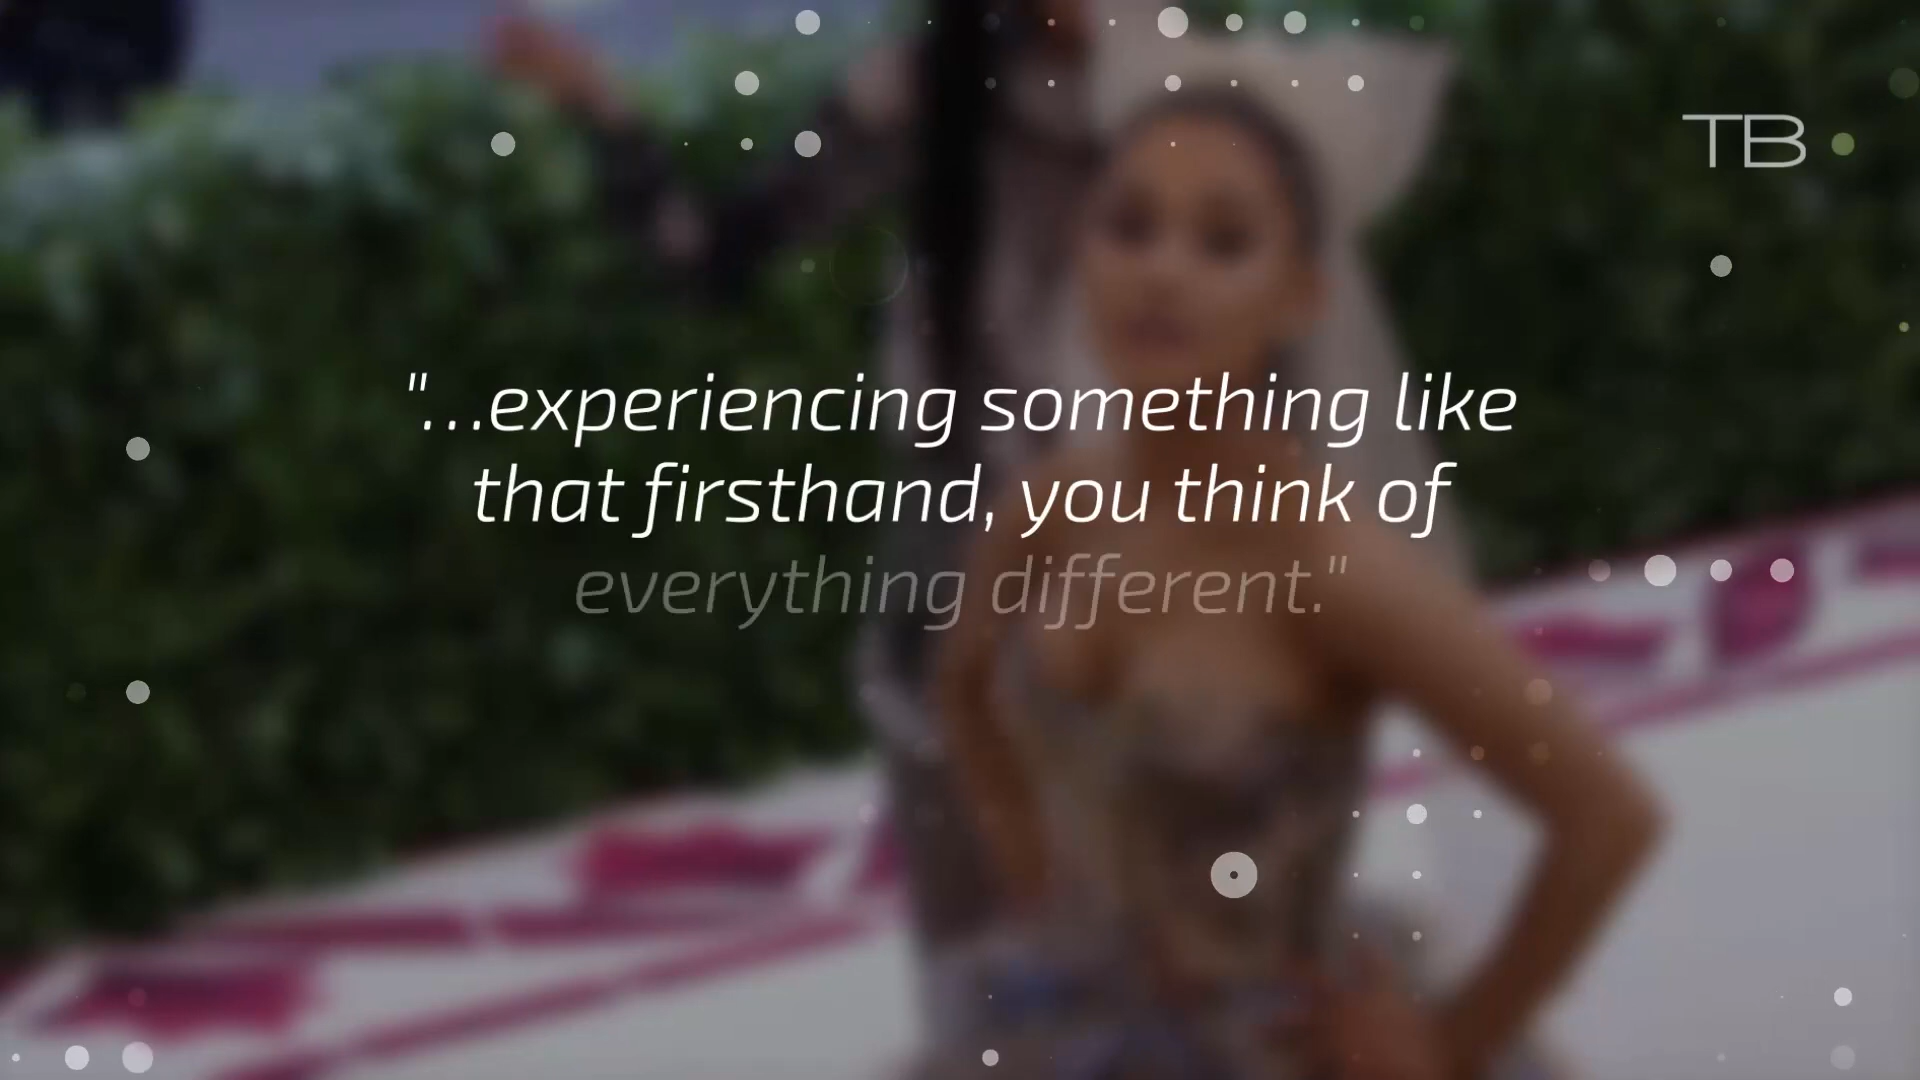 TB
"...experiencing something like
that firsthand, you think of
everything different."